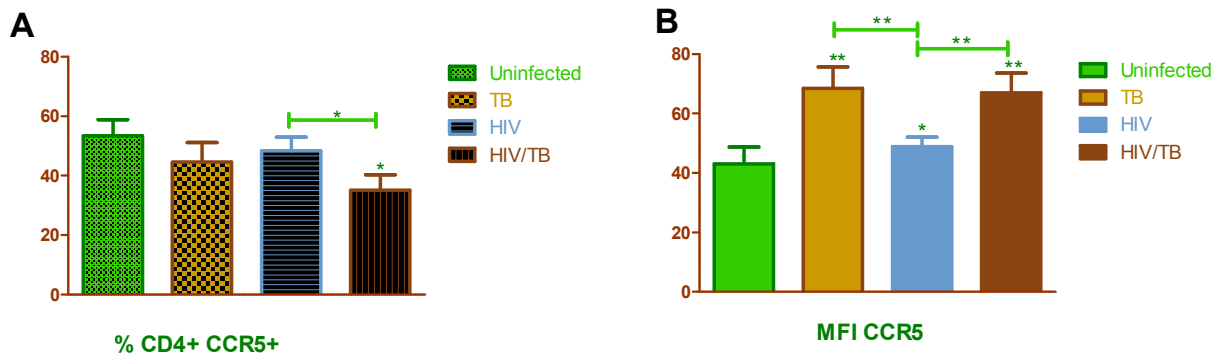 A
80
60
40
20
0
*
*
Uninfected
TB
HIV
HIV/TB
% CD4+ CCR5+
B
80
60
40
20
0
**
**
**
*
**
Uninfected
TB
HIV
HIV/TB
MFI CCR5